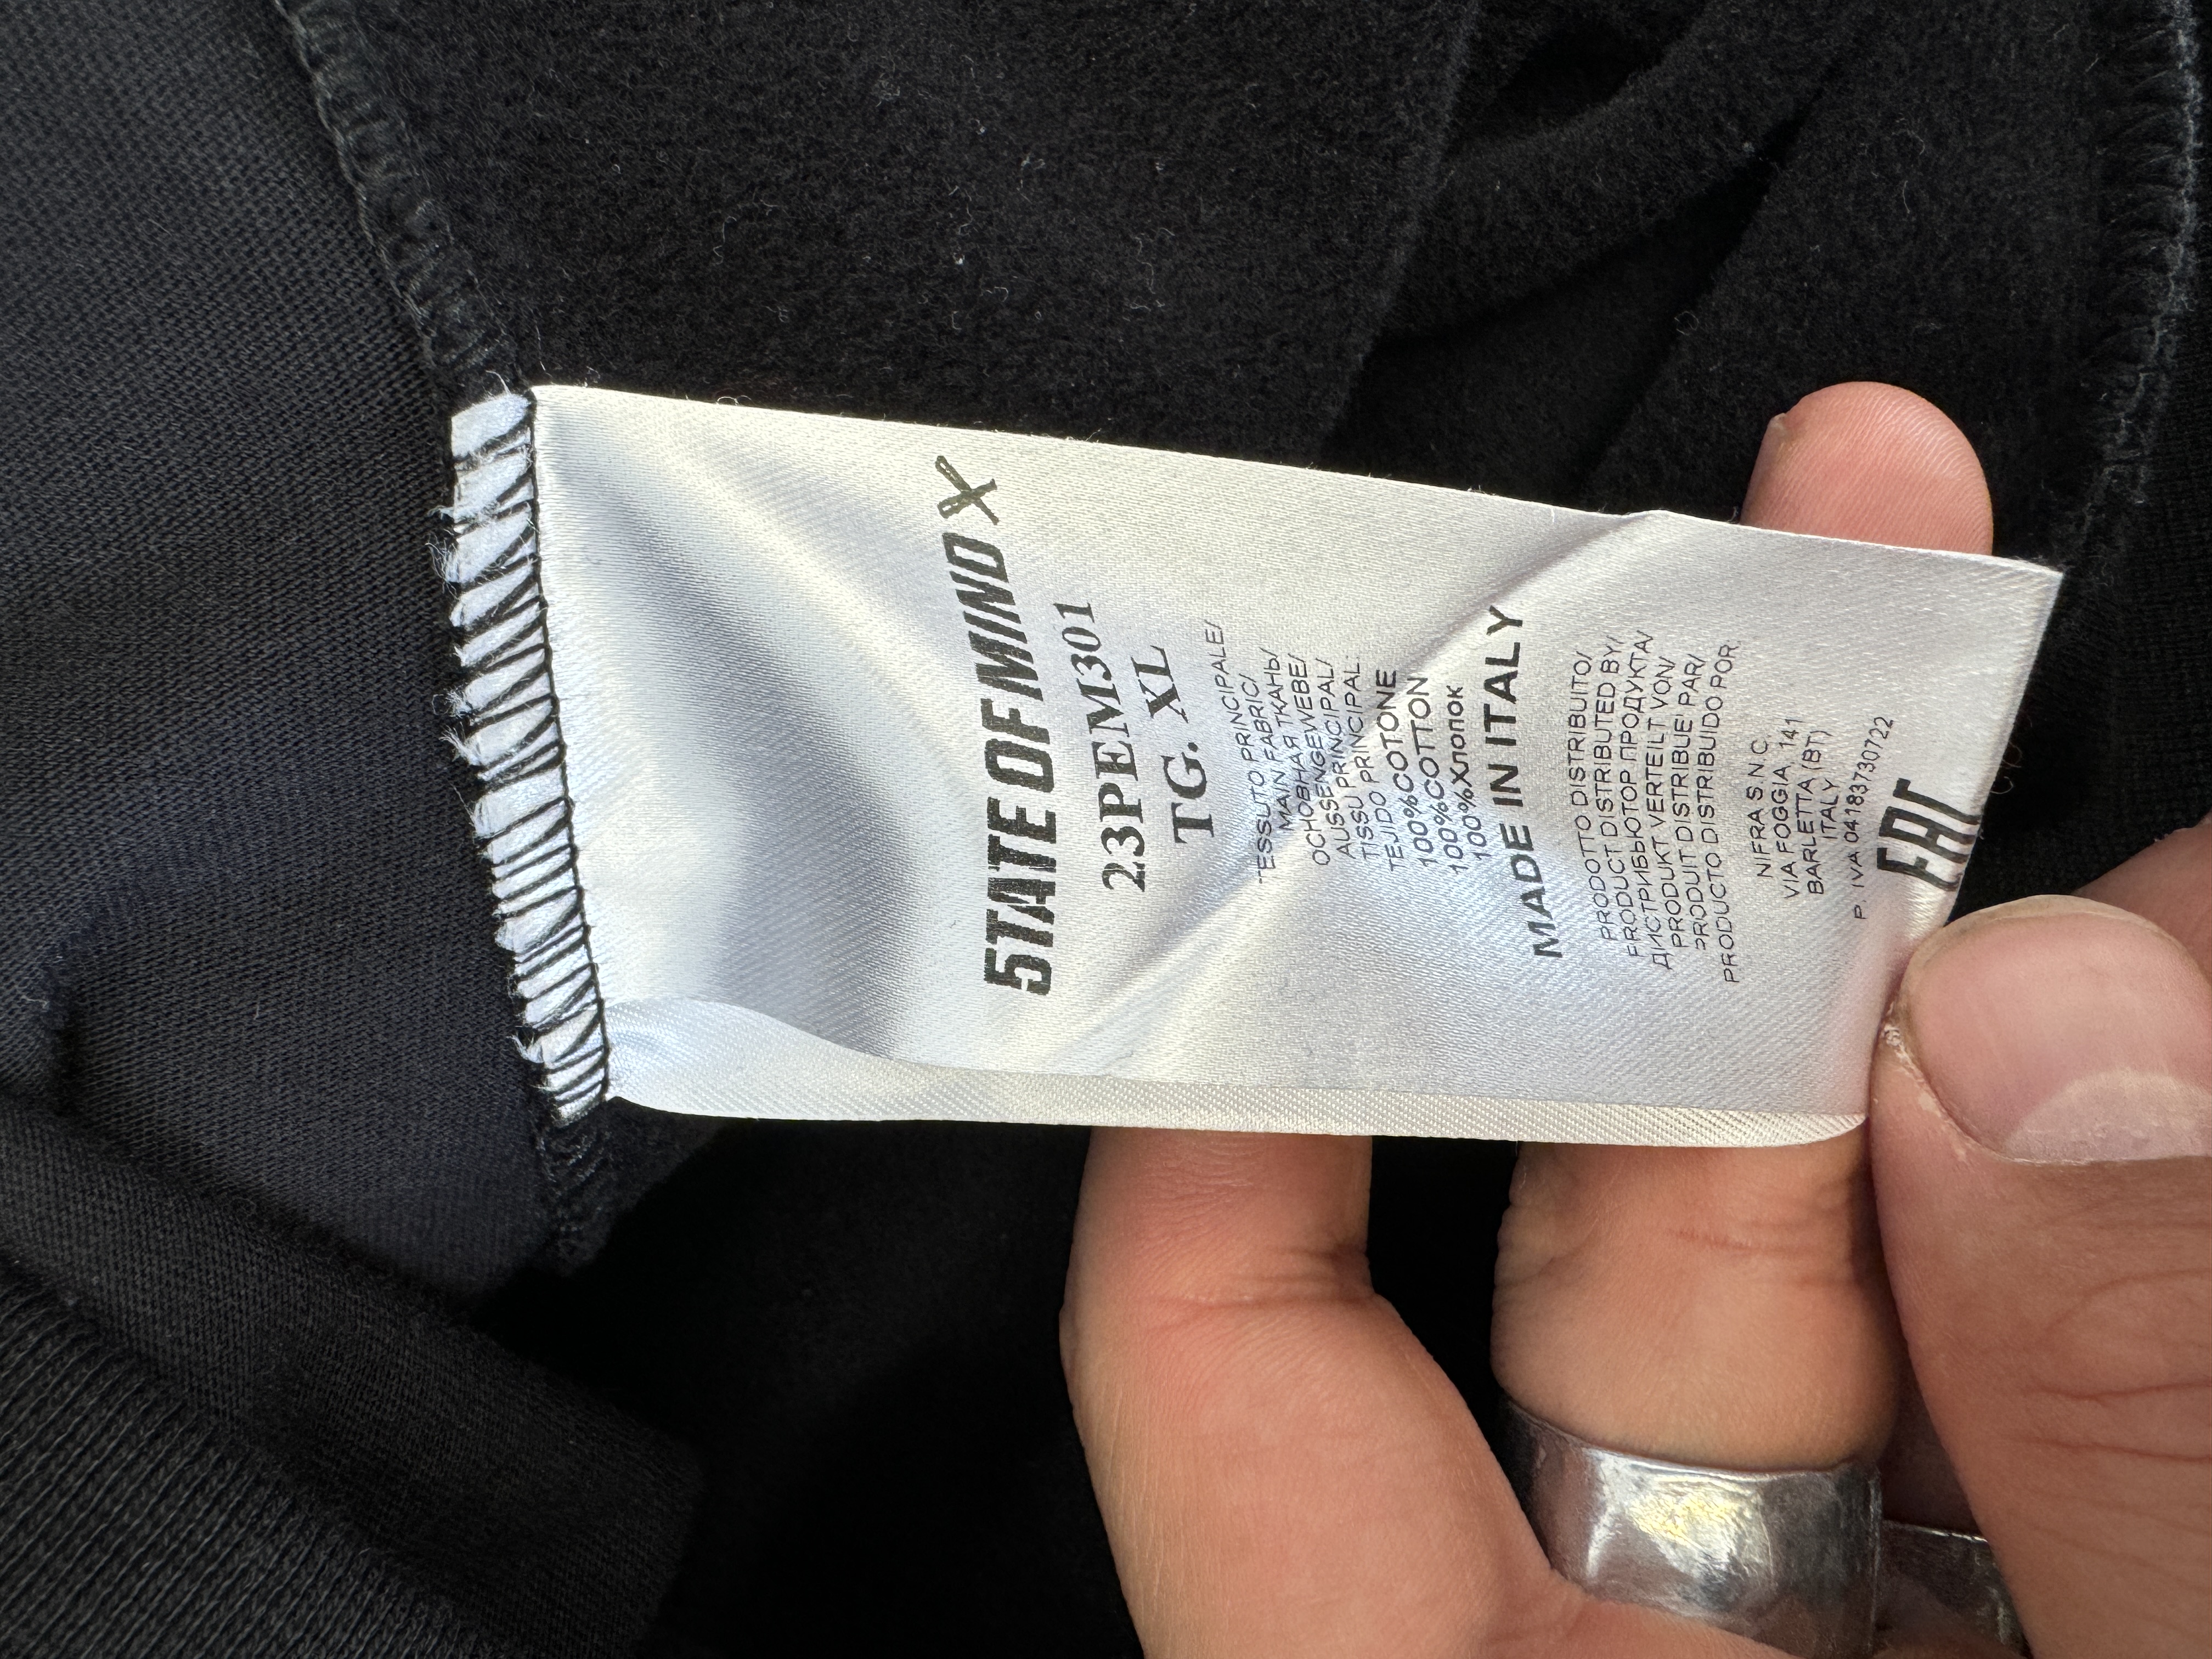 5TATE OF MIND X
23PEM301
TG. XL
TESSUTO PRINCIPALE/
MAIN FABRIC/
ОСНОВНАЯ ТКАНЬ/
AUSSENGEWEBE/
TISSU PRINCIPAL/
TEJIDO PRINCIPAL:
100%COTONE
100%COTTON
100%Хлопок
MADE IN ITALY
PRODOTTO DISTRIBUITO/
PRODUCT DISTRIBUTED BY/
ДИСТРИБЬЮТОР ПРОДУКТА/
PRODUKT VERTEILT VON/
PRODUIT DISTRIBUE PAR/
PRODUCTO DISTRIBUIDO POR:
NIFRA S.N.C.
VIA FOGGIA, 141
BARLETTA (BT)
ITALY
P. IVA 04183730722
EAC